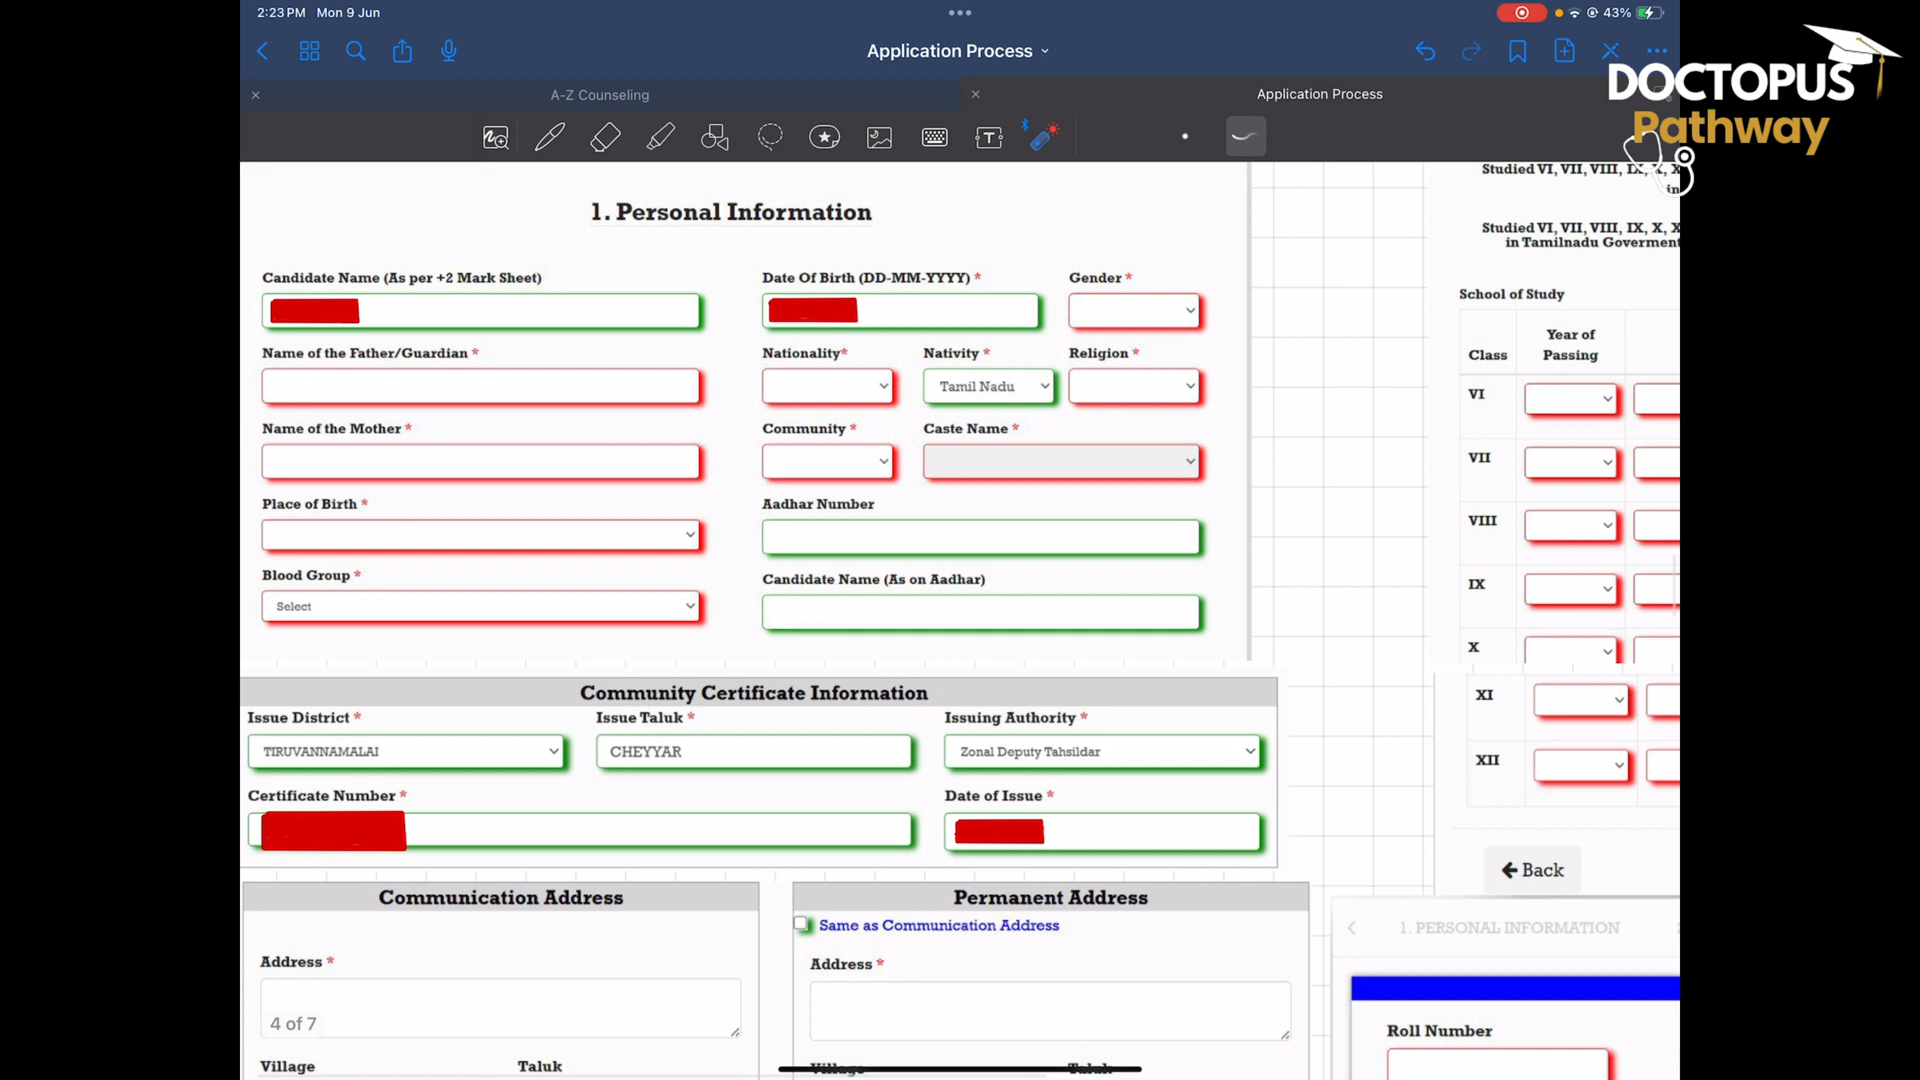 2:23 PM Mon 9 Jun
43%
Application Process
A-Z Counseling
Application Process
DOCTOPUS
Pathway
1. Personal Information
Candidate Name (As per +2 Mark Sheet)
Date Of Birth (DD-MM-YYYY) *
Gender *
Name of the Father/Guardian *
Nationality*
Nativity *
Religion *
Tamil Nadu
Name of the Mother *
Community *
Caste Name *
Place of Birth *
Aadhar Number
Blood Group *
Candidate Name (As on Aadhar)
Select
Community Certificate Information
Issue District *
Issue Taluk *
Issuing Authority *
TIRUVANNAMALAI
CHEYYAR
Zonal Deputy Tahsildar
Certificate Number *
Date of Issue *
Communication Address
Address *
4 of 7
Village
Taluk
Permanent Address
Same as Communication Address
Address *
Village
Taluk
Studied VI, VII, VIII, IX, X, X
in
Studied VI, VII, VIII, IX, X, X
in Tamilnadu Goverment
School of Study
Class
Year of
Passing
VI
VII
VIII
IX
X
XI
XII
Back
1. PERSONAL INFORMATION
Roll Number